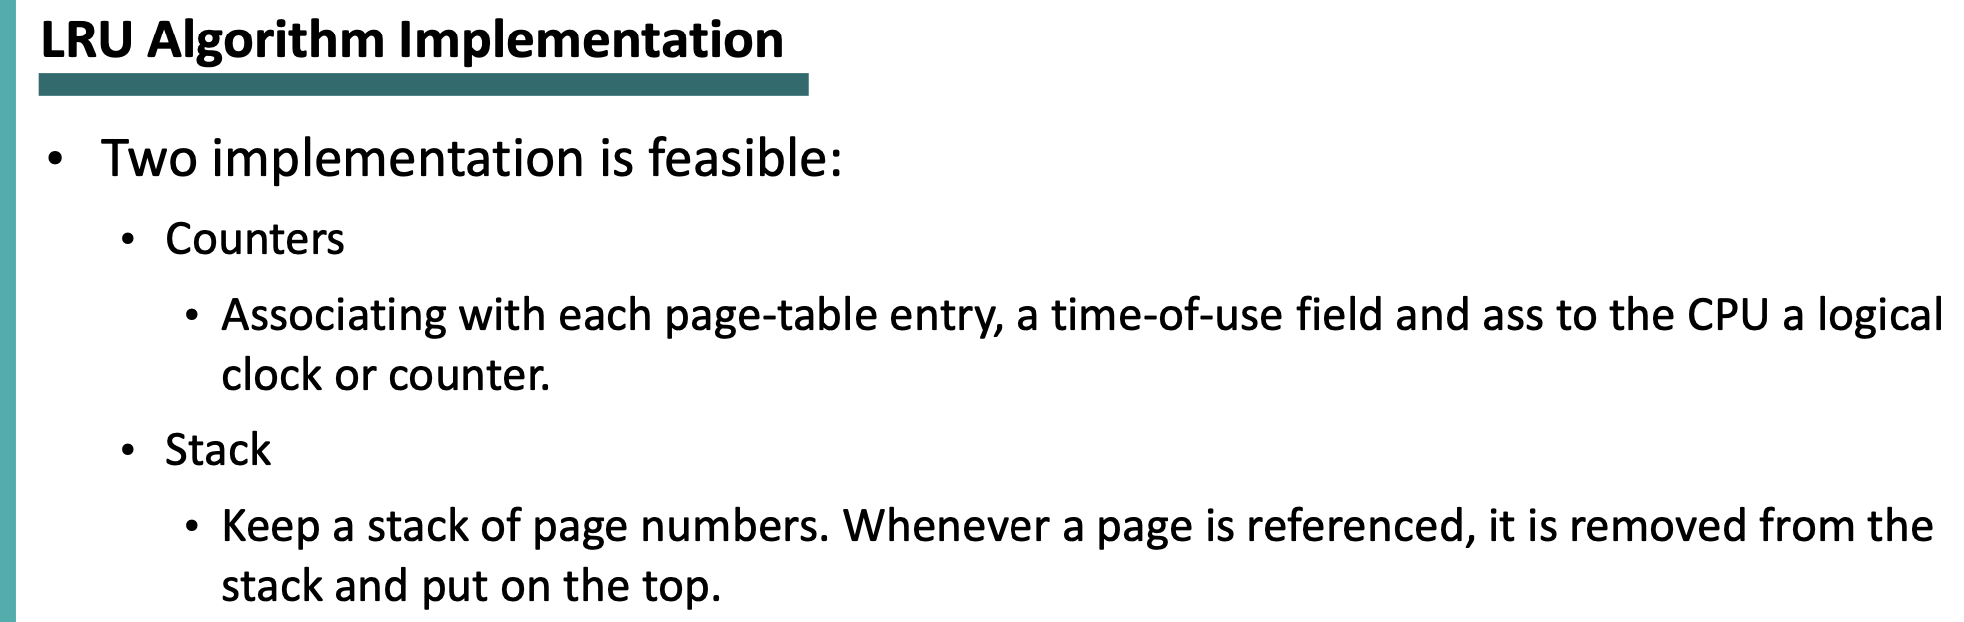 LRU Algorithm Implementation
• Two implementation is feasible:
• Counters
• Associating with each page-table entry, a time-of-use field and ass to the CPU a logical
clock or counter.
• Stack
• Keep a stack of page numbers. Whenever a page is referenced, it is removed from the
stack and put on the top.